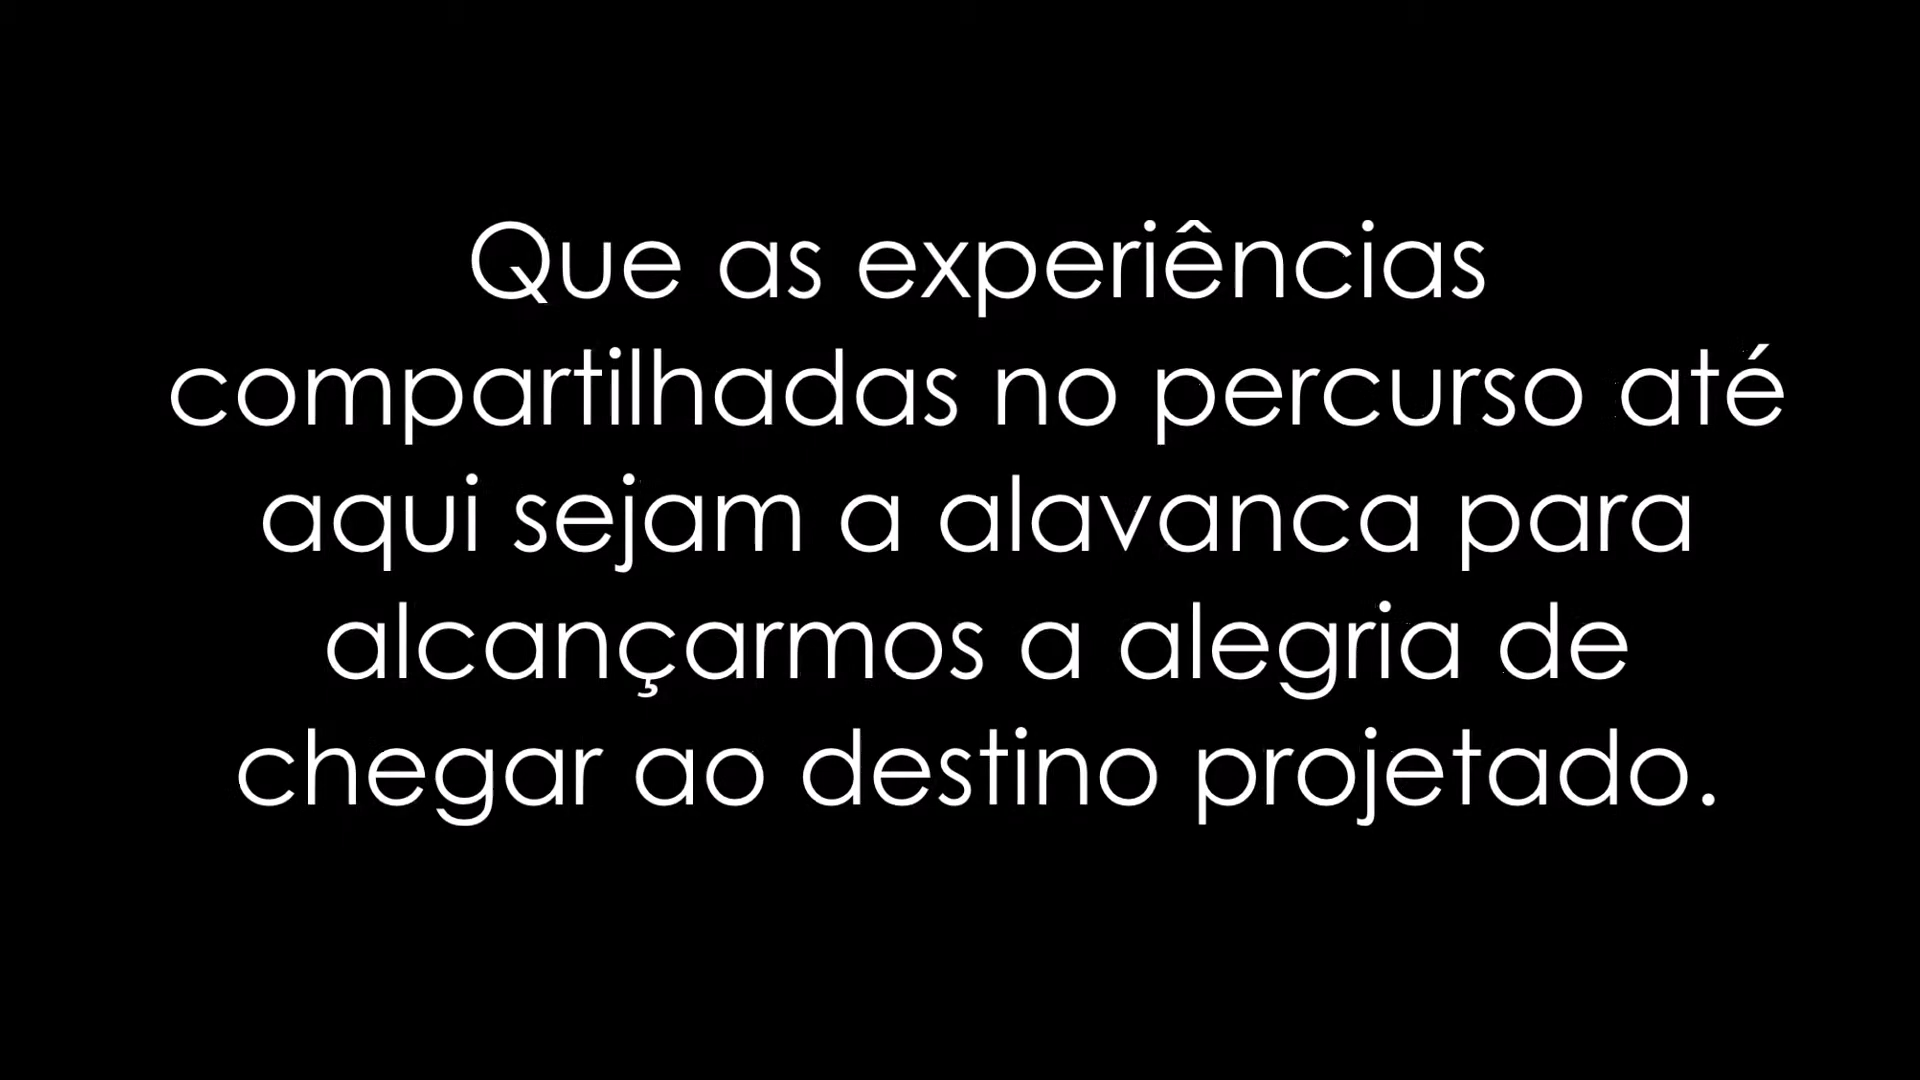 Que as experiências
compartilhadas no percurso até
aqui sejam a alavanca para
alcançarmos a alegria de
chegar ao destino projetado.